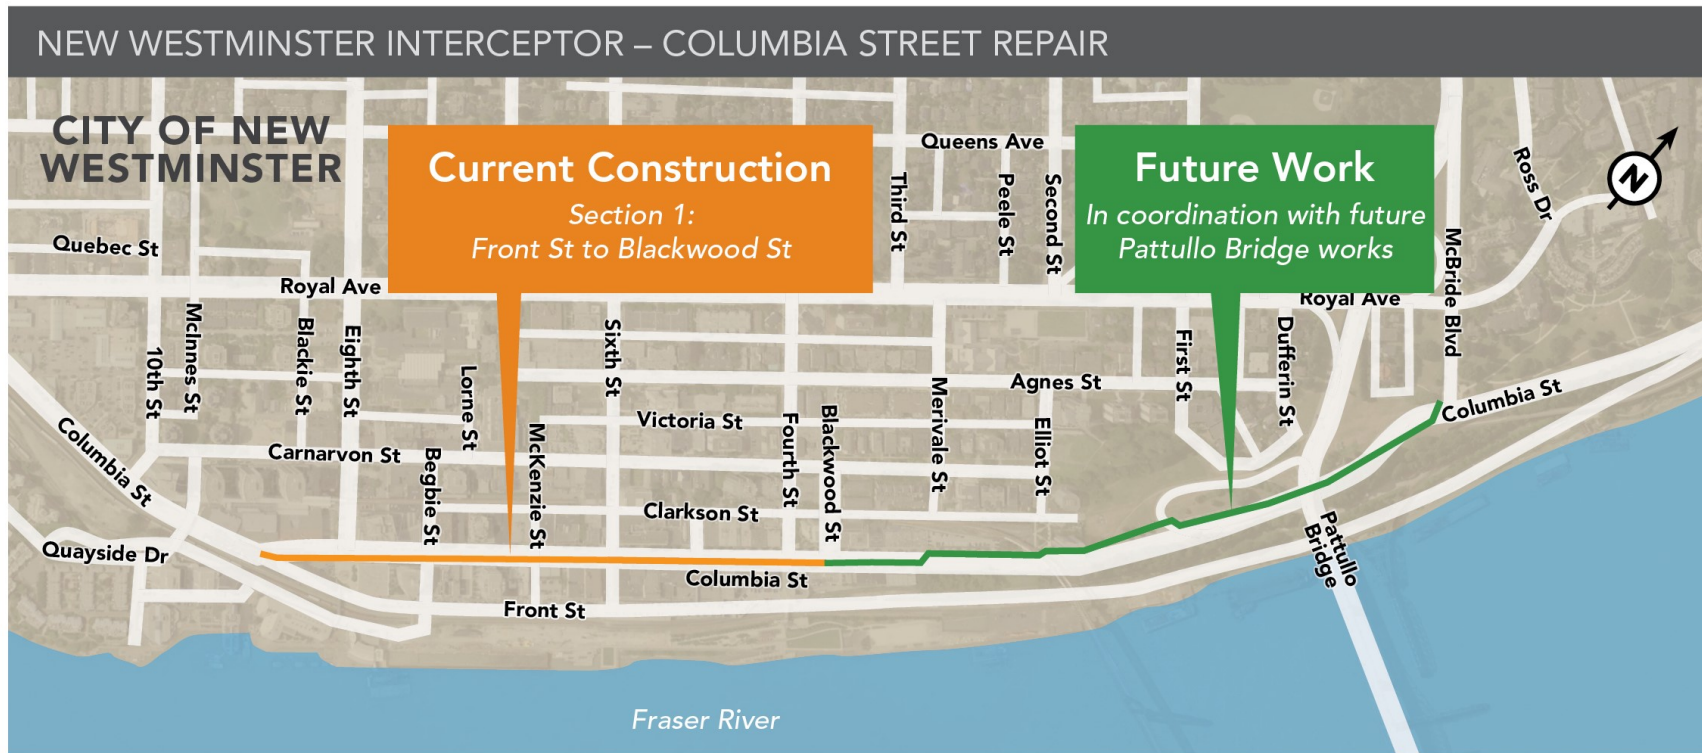 NEW WESTMINSTER INTERCEPTOR – COLUMBIA STREET REPAIR
CITY OF NEW
WESTMINSTER
Current Construction
Section 1:
Front St to Blackwood St
Future Work
In coordination with future
Pattullo Bridge works
N
Queens Ave
Third St
Peele St
Second St
Ross Dr
McBride Blvd
Quebec St
Royal Ave
Royal Ave
10th St
McInnes St
Blackie St
Eighth St
Lorne St
Sixth St
First St
Dufferin St
Agnes St
Columbia St
Victoria St
Merivale St
Elliot St
Fourth St
Blackwood St
McKenzie St
Begbie St
Carnarvon St
Columbia St
Clarkson St
Quayside Dr
Columbia St
Front St
Pattullo
Bridge
Fraser River